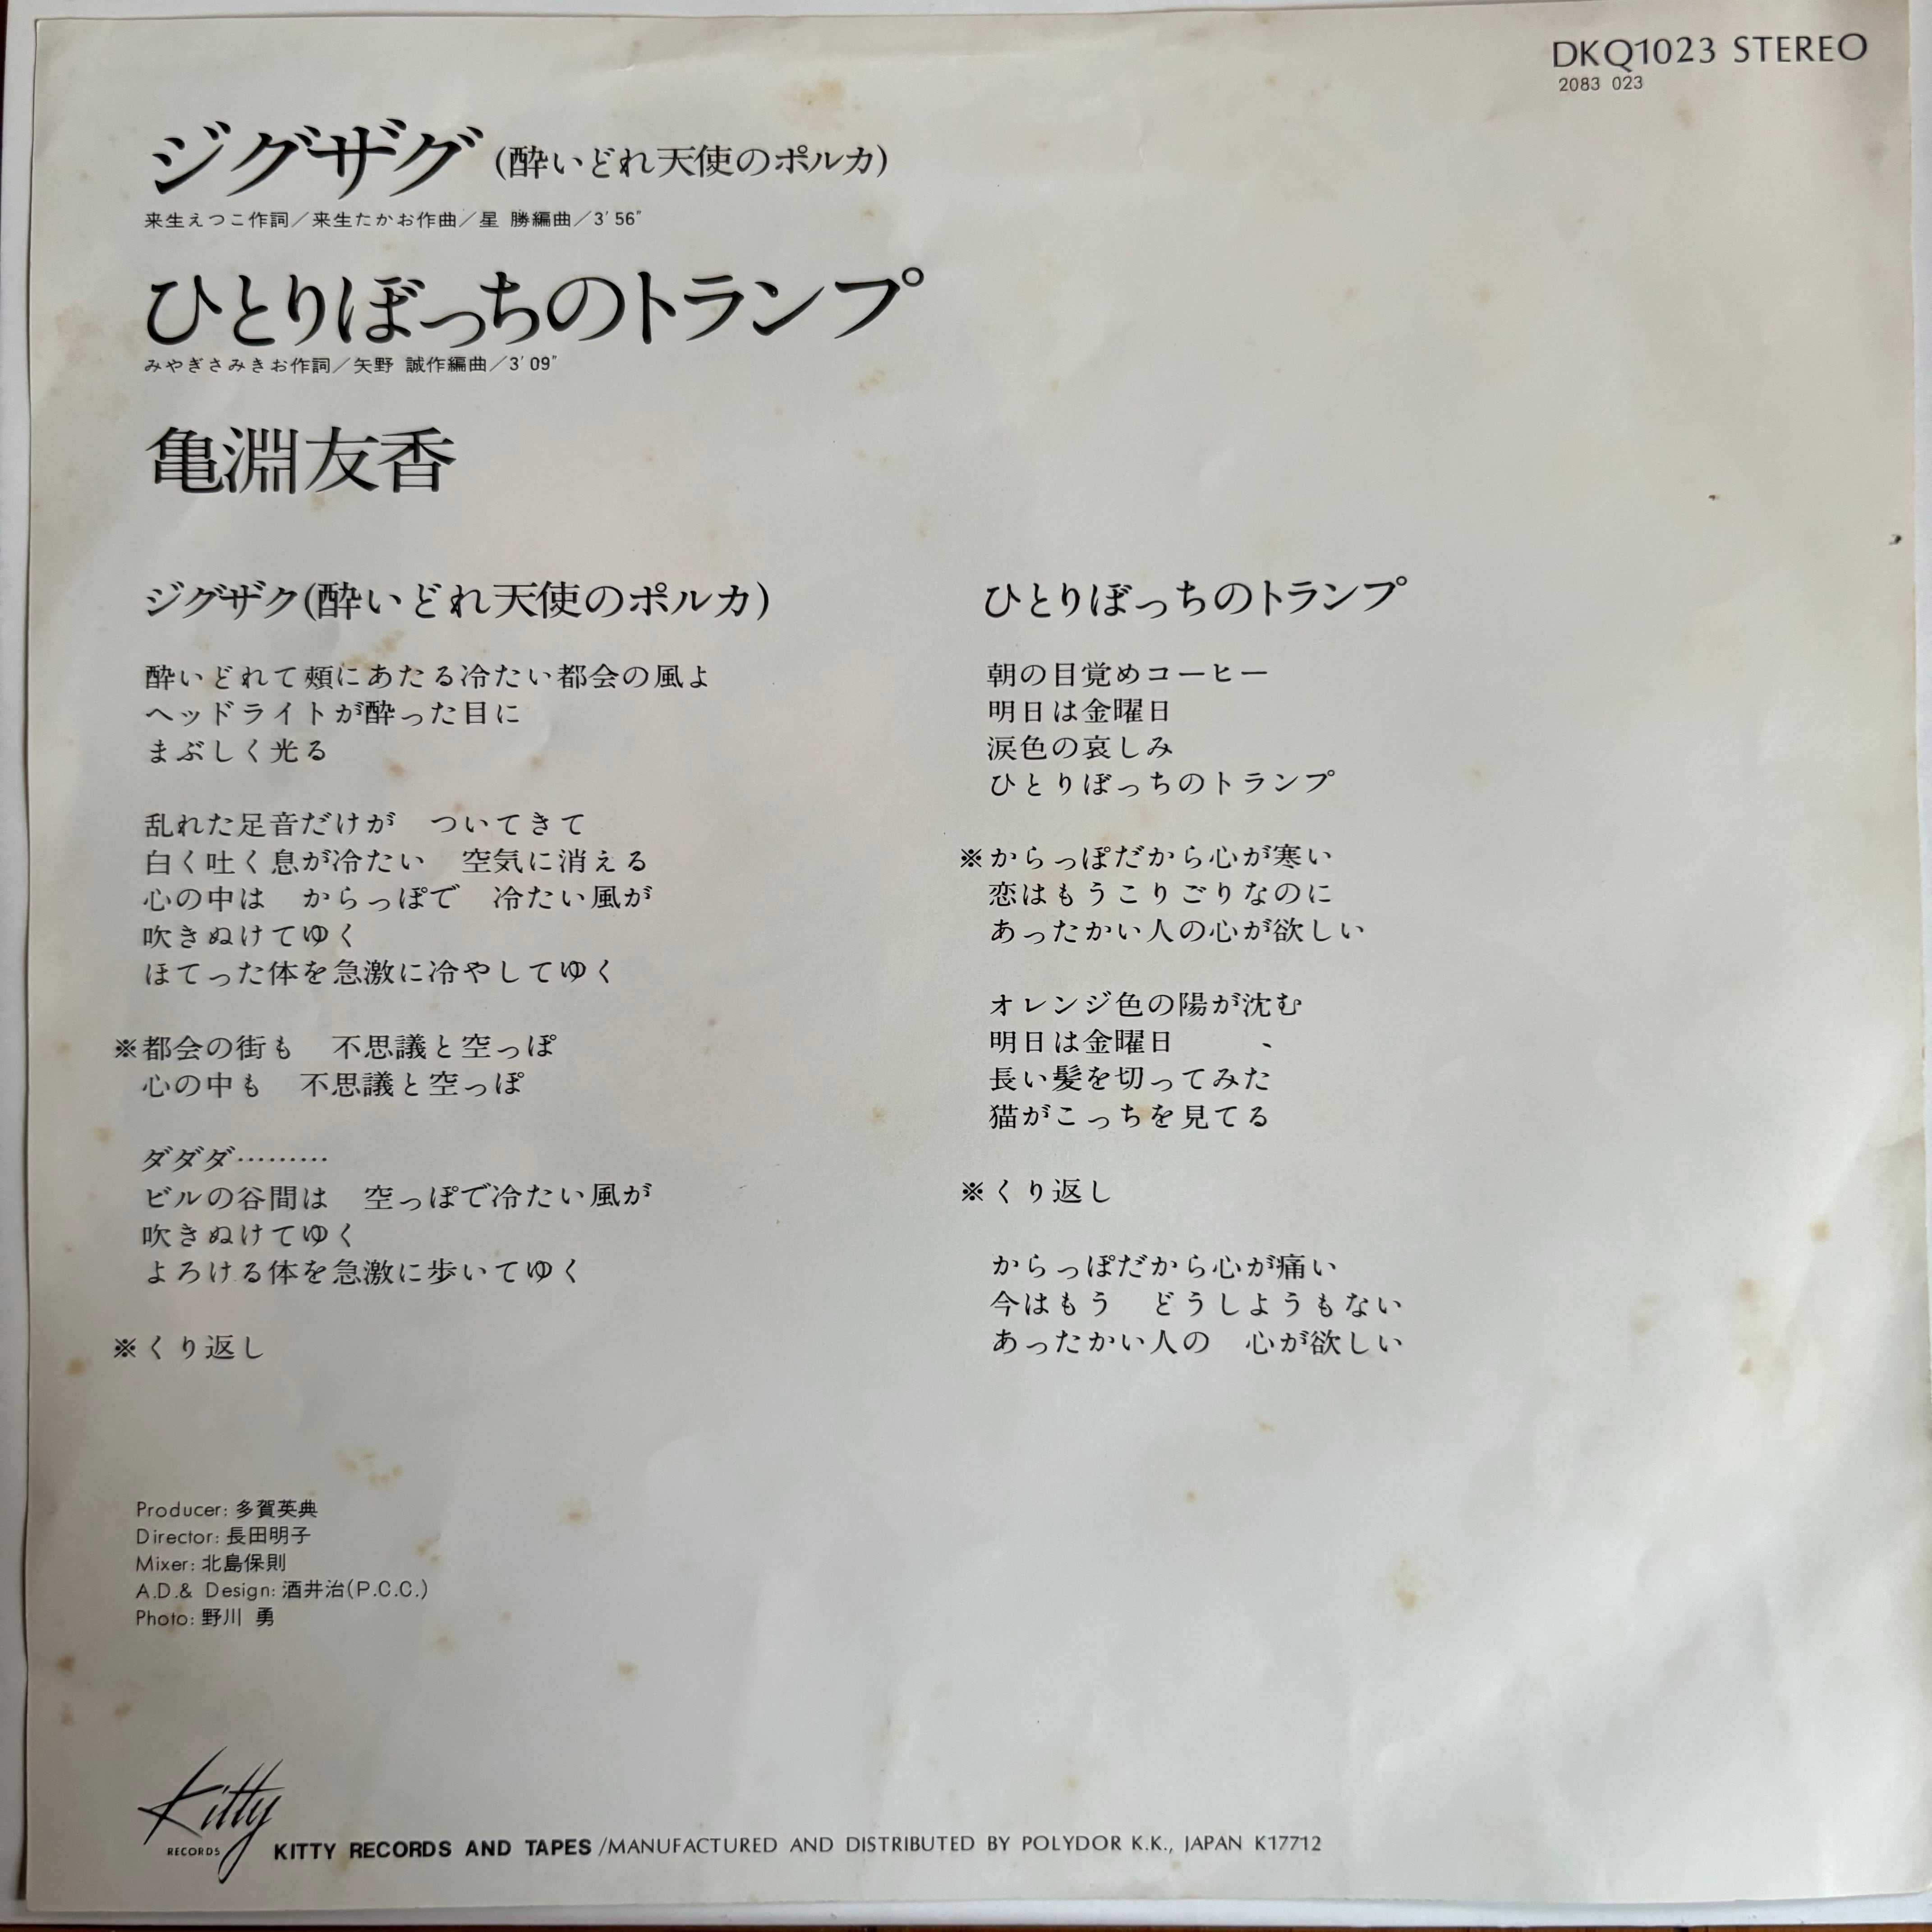 DKQ1023 STEREO
2083 023
ジグザグ(酔いどれ天使のポルカ)
来生えつこ作詞／来生たかお作曲／星 勝編曲／3'56"
ひとりぼっちのトランプ
みやぎさみきお作詞／矢野 誠作編曲／3'09"
亀淵友香
ジグザク(酔いどれ天使のポルカ)
酔いどれて頬にあたる冷たい都会の風よ
ヘッドライトが酔った目に
まぶしく光る
乱れた足音だけが　ついてきて
白く吐く息が冷たい　空気に消える
心の中は　からっぽで　冷たい風が
吹きぬけてゆく
ほてった体を急激に冷やしてゆく
※都会の街も　不思議と空っぽ
心の中も　不思議と空っぽ
ダダダ………
ビルの谷間は　空っぽで冷たい風が
吹きぬけてゆく
よろける体を急激に歩いてゆく
※くり返し
ひとりぼっちのトランプ
朝の目覚めコーヒー
明日は金曜日
涙色の哀しみ
ひとりぼっちのトランプ
※からっぽだから心が寒い
恋はもうこりごりなのに
あったかい人の心が欲しい
オレンジ色の陽が沈む
明日は金曜日
長い髪を切ってみた
猫がこっちを見てる
※くり返し
からっぽだから心が痛い
今はもう　どうしようもない
あったかい人の　心が欲しい
Producer: 多賀英典
Director: 長田明子
Mixer: 北島保則
A.D.& Design: 酒井治(P.C.C.)
Photo: 野川 勇
Kitty
RECORDS
KITTY RECORDS AND TAPES /MANUFACTURED AND DISTRIBUTED BY POLYDOR K.K., JAPAN K17712